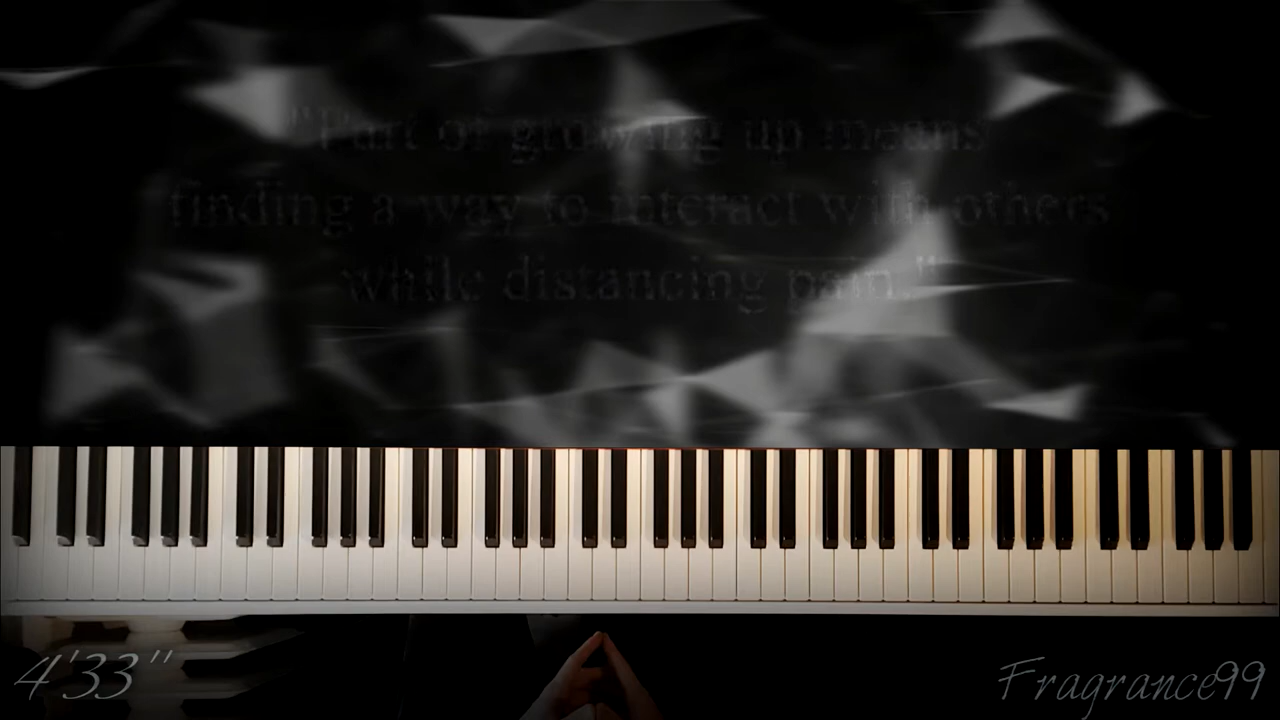 "Part of growing up means
finding a way to interact with others
while distancing pain."
4'33"
Fragrance99